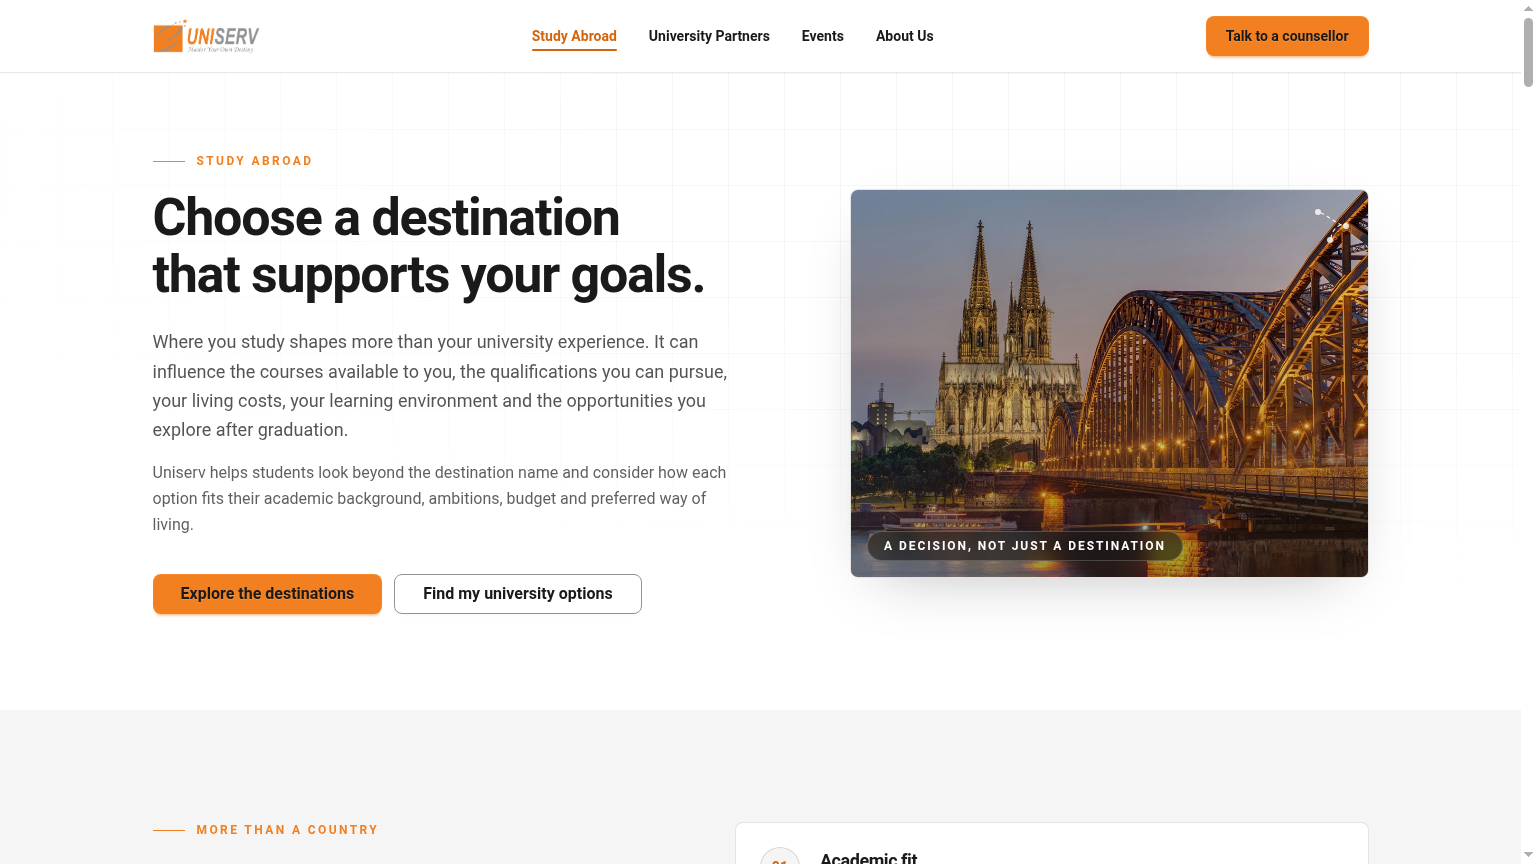 UNISERV
Master Your Own Destiny
Study Abroad
University Partners
Events
About Us
Talk to a counsellor
STUDY ABROAD
Choose a destination
that supports your goals.
Where you study shapes more than your university experience. It can
influence the courses available to you, the qualifications you can pursue,
your living costs, your learning environment and the opportunities you
explore after graduation.
Uniserv helps students look beyond the destination name and consider how each
option fits their academic background, ambitions, budget and preferred way of
living.
Explore the destinations
Find my university options
A DECISION, NOT JUST A DESTINATION
MORE THAN A COUNTRY
Academic fit